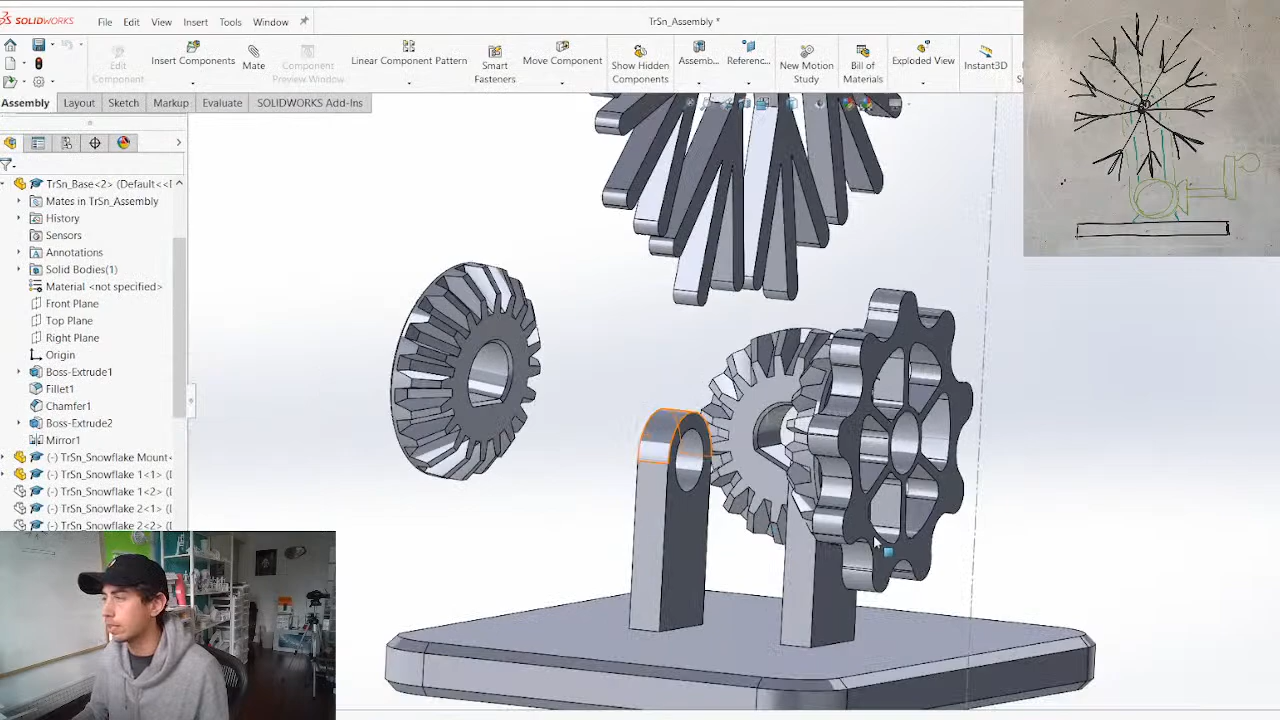 SOLIDWORKS
File
Edit
View
Insert
Tools
Window
TrSn_Assembly *
Edit
Component
Insert Components
Mate
Component
Preview Window
Linear Component Pattern
Smart
Fasteners
Move Component
Show Hidden
Components
Assemb...
Referenc...
New Motion
Study
Bill of
Materials
Exploded View
Instant3D
Assembly
Layout
Sketch
Markup
Evaluate
SOLIDWORKS Add-Ins
TrSn_Base<2> (Default<<
Mates in TrSn_Assembly
History
Sensors
Annotations
Solid Bodies(1)
Material <not specified>
Front Plane
Top Plane
Right Plane
Origin
Boss-Extrude1
Fillet1
Chamfer1
Boss-Extrude2
Mirror1
(-) TrSn_Snowflake Mount<
(-) TrSn_Snowflake 1<1> (
(-) TrSn_Snowflake 1<2> (
(-) TrSn_Snowflake 2<1> (
(-) TrSn_Snowflake 2<2> (